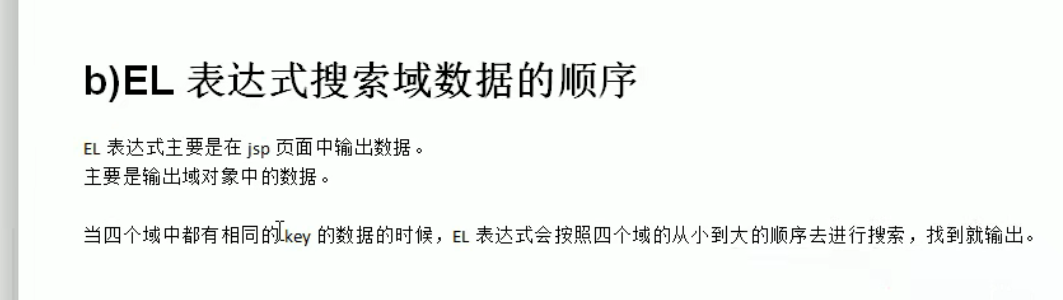 b)EL 表达式搜索域数据的顺序
EL 表达式主要是在 jsp 页面中输出数据。
主要是输出域对象中的数据。
当四个域中都有相同的 key 的数据的时候，EL 表达式会按照四个域的从小到大的顺序去进行搜索，找到就输出。